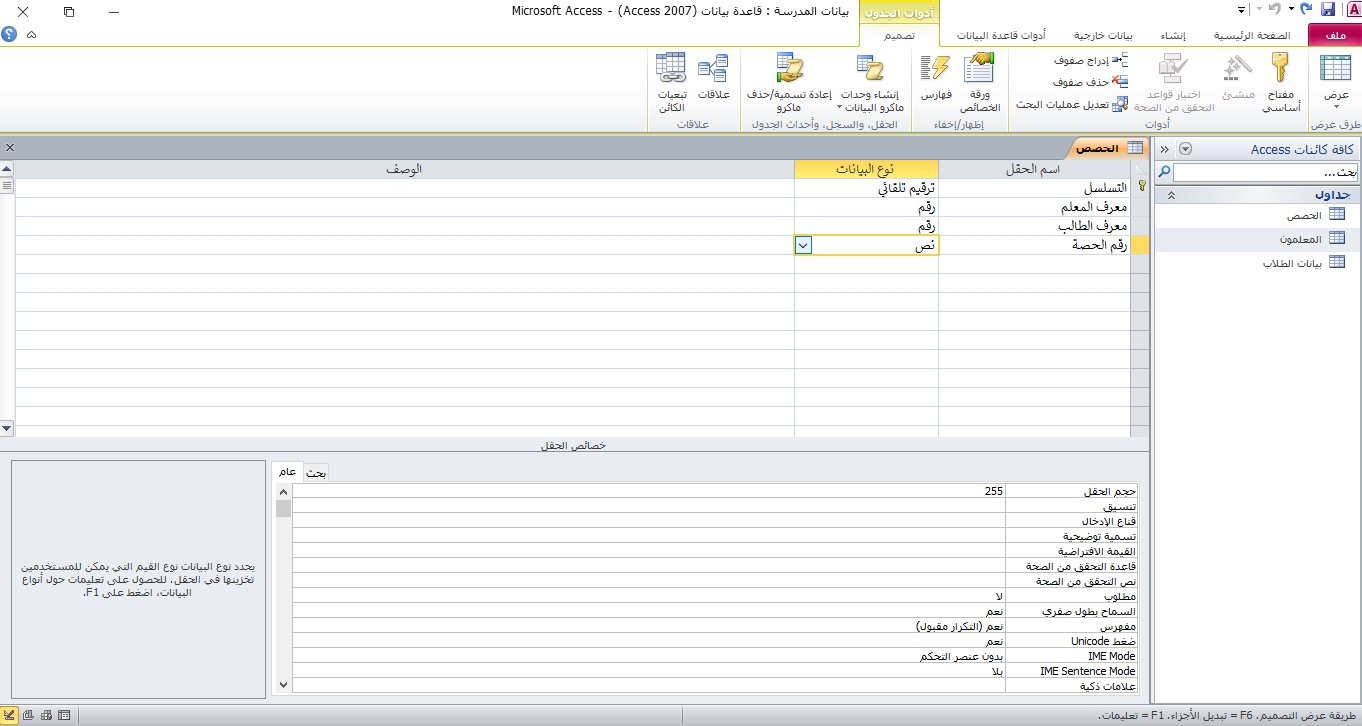 بيانات المدرسة : قاعدة بيانات (Access 2007) - Microsoft Access
أدوات الجدول
ملف
الصفحة الرئيسية
إنشاء
بيانات خارجية
أدوات قاعدة البيانات
تصميم
عرض
طرق عرض
مفتاح أساسي
منشئ
اختبار قواعد التحقق من الصحة
إدراج صفوف
حذف صفوف
تعديل عمليات البحث
أدوات
ورقة الخصائص
فهارس
إظهار/إخفاء
إنشاء وحدات ماكرو البيانات
إعادة تسمية/حذف ماكرو
الحقل، والسجل، وأحداث الجدول
علاقات
تبعيات الكائن
علاقات
كافة كائنات Access
بحث...
جداول
الحصص
المعلمون
بيانات الطلاب
الحصص
اسم الحقل نوع البيانات الوصف
التسلسل ترقيم تلقائي
معرف المعلم رقم
معرف الطالب رقم
رقم الحصة نص
خصائص الحقل
عام بحث
حجم الحقل 255
تنسيق
قناع الإدخال
تسمية توضيحية
القيمة الافتراضية
قاعدة التحقق من الصحة
نص التحقق من الصحة
مطلوب لا
السماح بطول صفري نعم
مفهرس نعم (التكرار مقبول)
ضغط Unicode نعم
IME Mode بدون عنصر التحكم
IME Sentence Mode بلا
علامات ذكية
يحدد نوع البيانات نوع القيم التي يمكن للمستخدمين
تخزينها في الحقل. للحصول على تعليمات حول أنواع
البيانات، اضغط على F1.
طريقة عرض التصميم. F6 = تبديل الأجزاء. F1 = تعليمات.